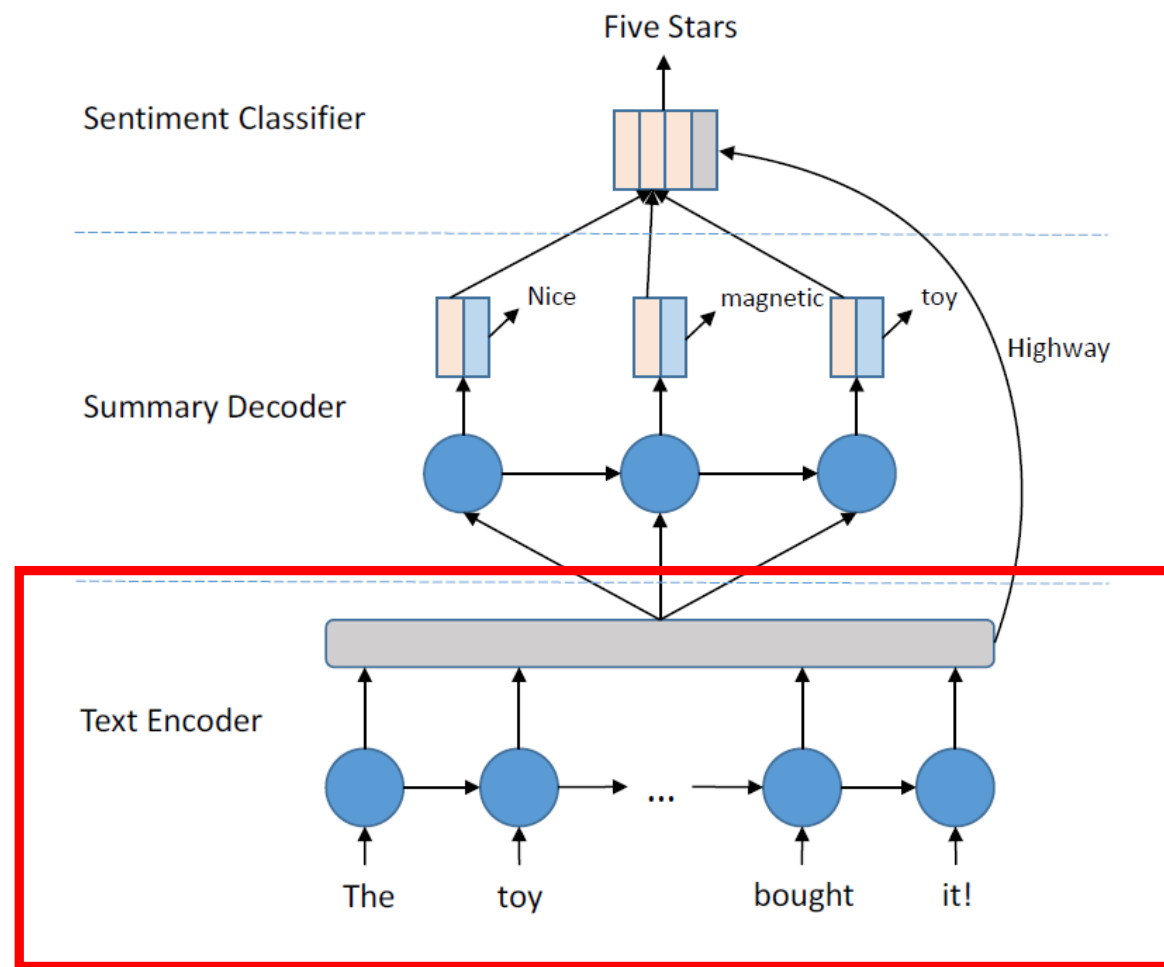 Five Stars
Sentiment Classifier
Nice
magnetic
toy
Highway
Summary Decoder
Text Encoder
...
The toy bought it!